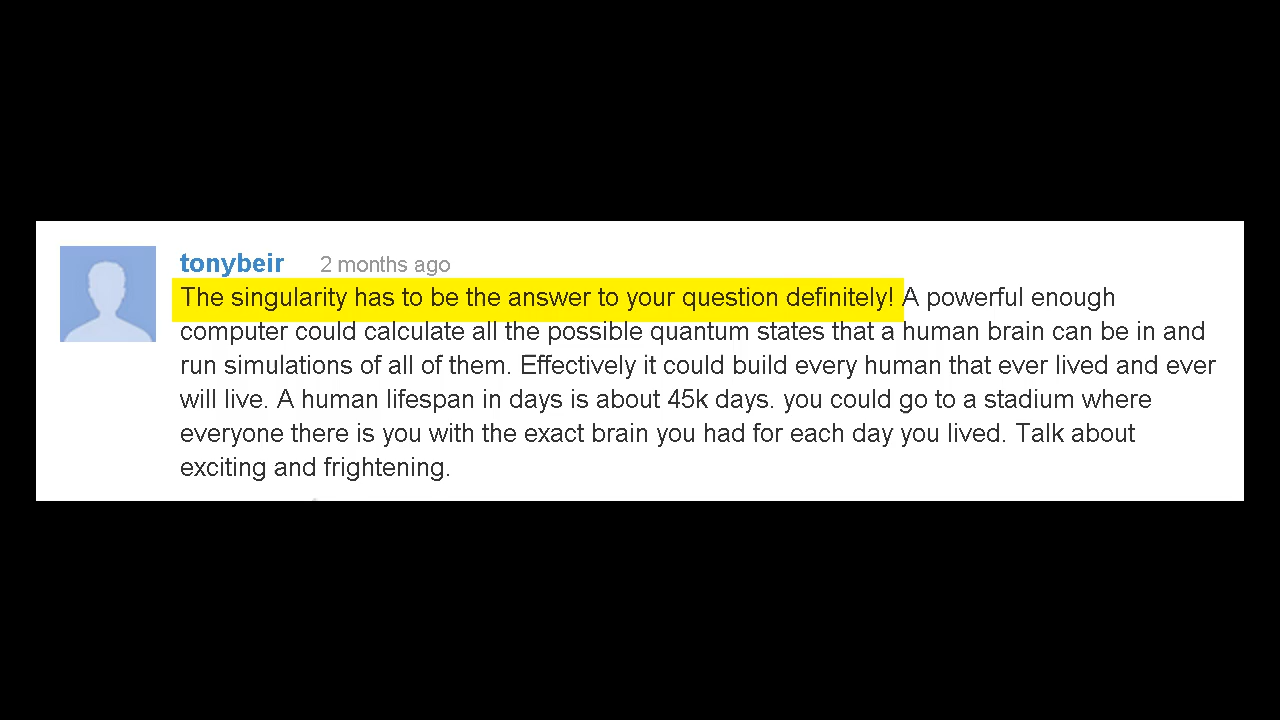 tonybeir 2 months ago
The singularity has to be the answer to your question definitely! A powerful enough
computer could calculate all the possible quantum states that a human brain can be in and
run simulations of all of them. Effectively it could build every human that ever lived and ever
will live. A human lifespan in days is about 45k days. you could go to a stadium where
everyone there is you with the exact brain you had for each day you lived. Talk about
exciting and frightening.